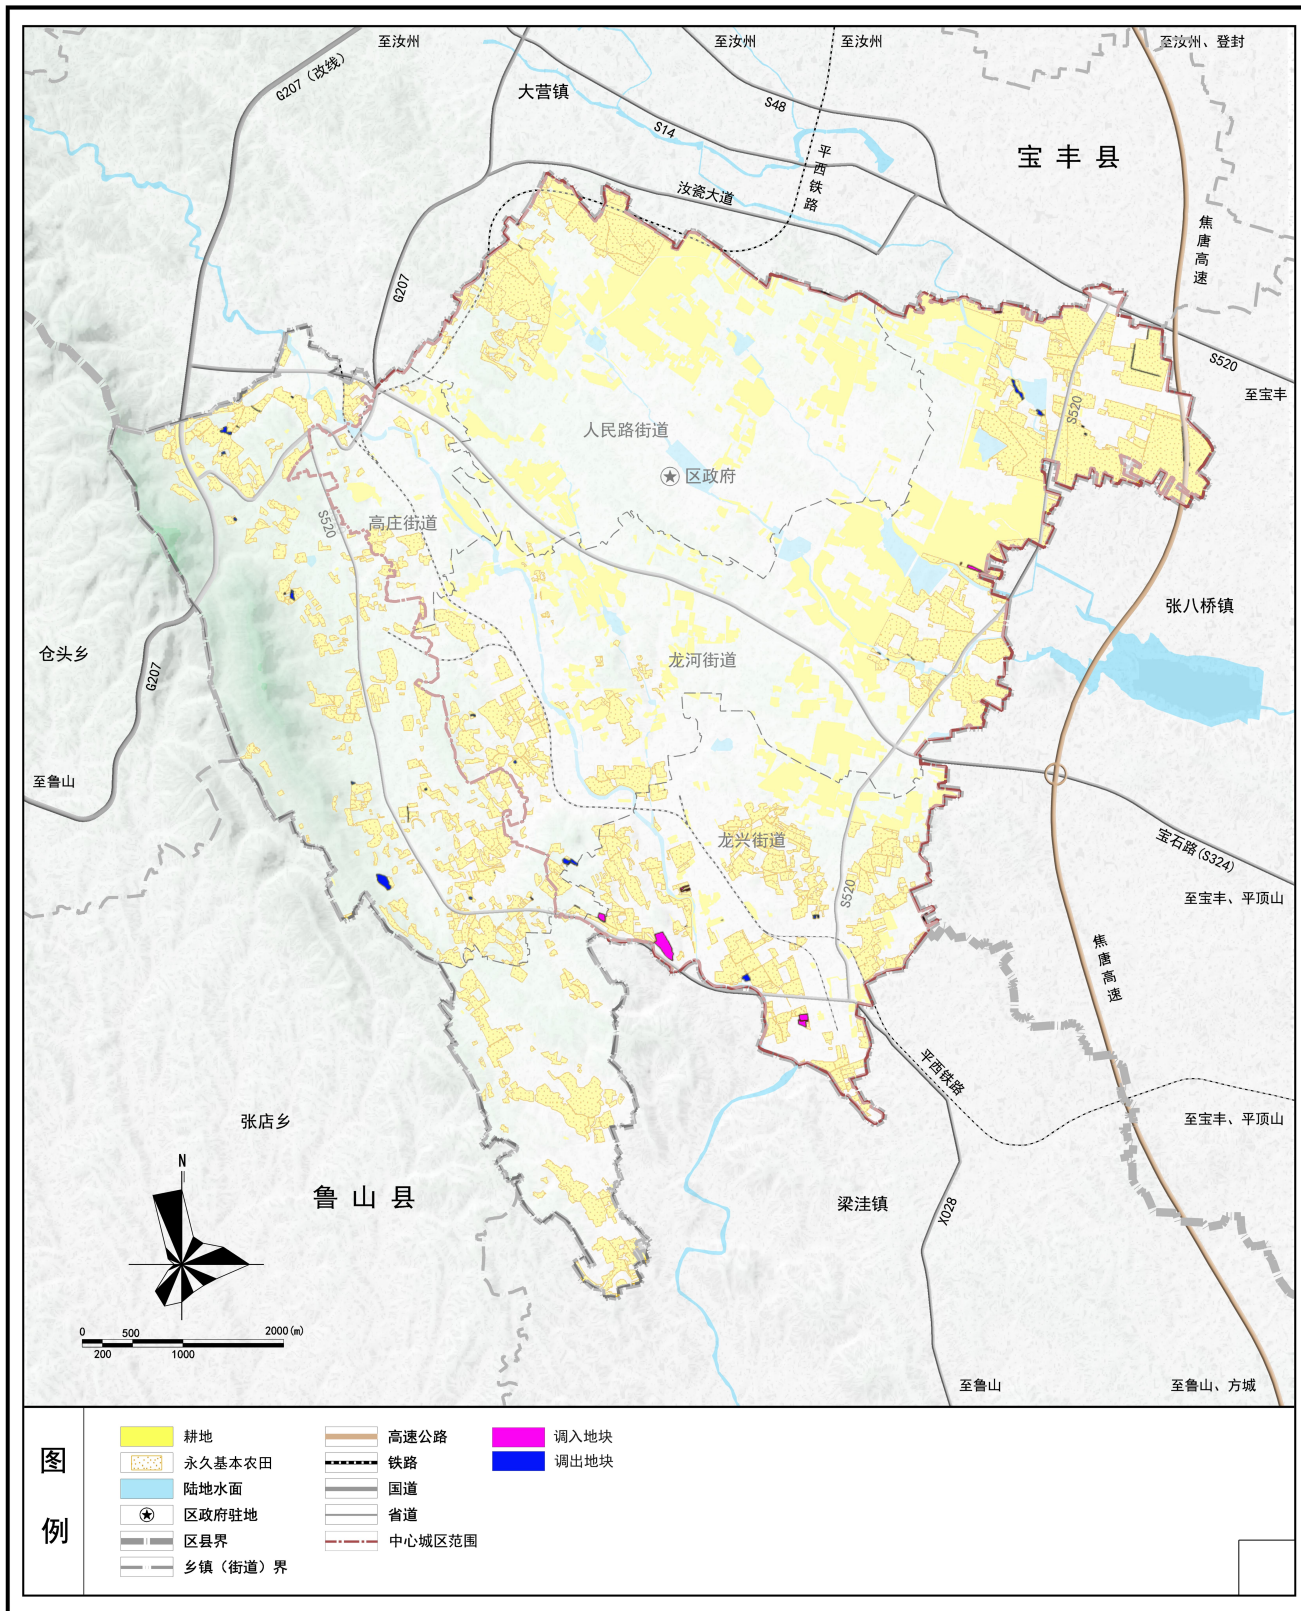 至汝州
至汝州
至汝州
至汝州、登封
G207（改线）
大营镇
S48
S14
平西铁路
宝丰县
汝瓷大道
焦唐高速
G207
S520
至宝丰
S520
人民路街道
区政府
S520
高庄街道
张八桥镇
仓头乡
G207
龙河街道
至鲁山
龙兴街道
宝石路(S324)
S520
至宝丰、平顶山
焦唐高速
平西铁路
张店乡
至宝丰、平顶山
N
鲁山县
梁洼镇
X028
0 500 2000(m)
200 1000
至鲁山
至鲁山、方城
图例
耕地
永久基本农田
陆地水面
区政府驻地
区县界
乡镇（街道）界
高速公路
铁路
国道
省道
中心城区范围
调入地块
调出地块